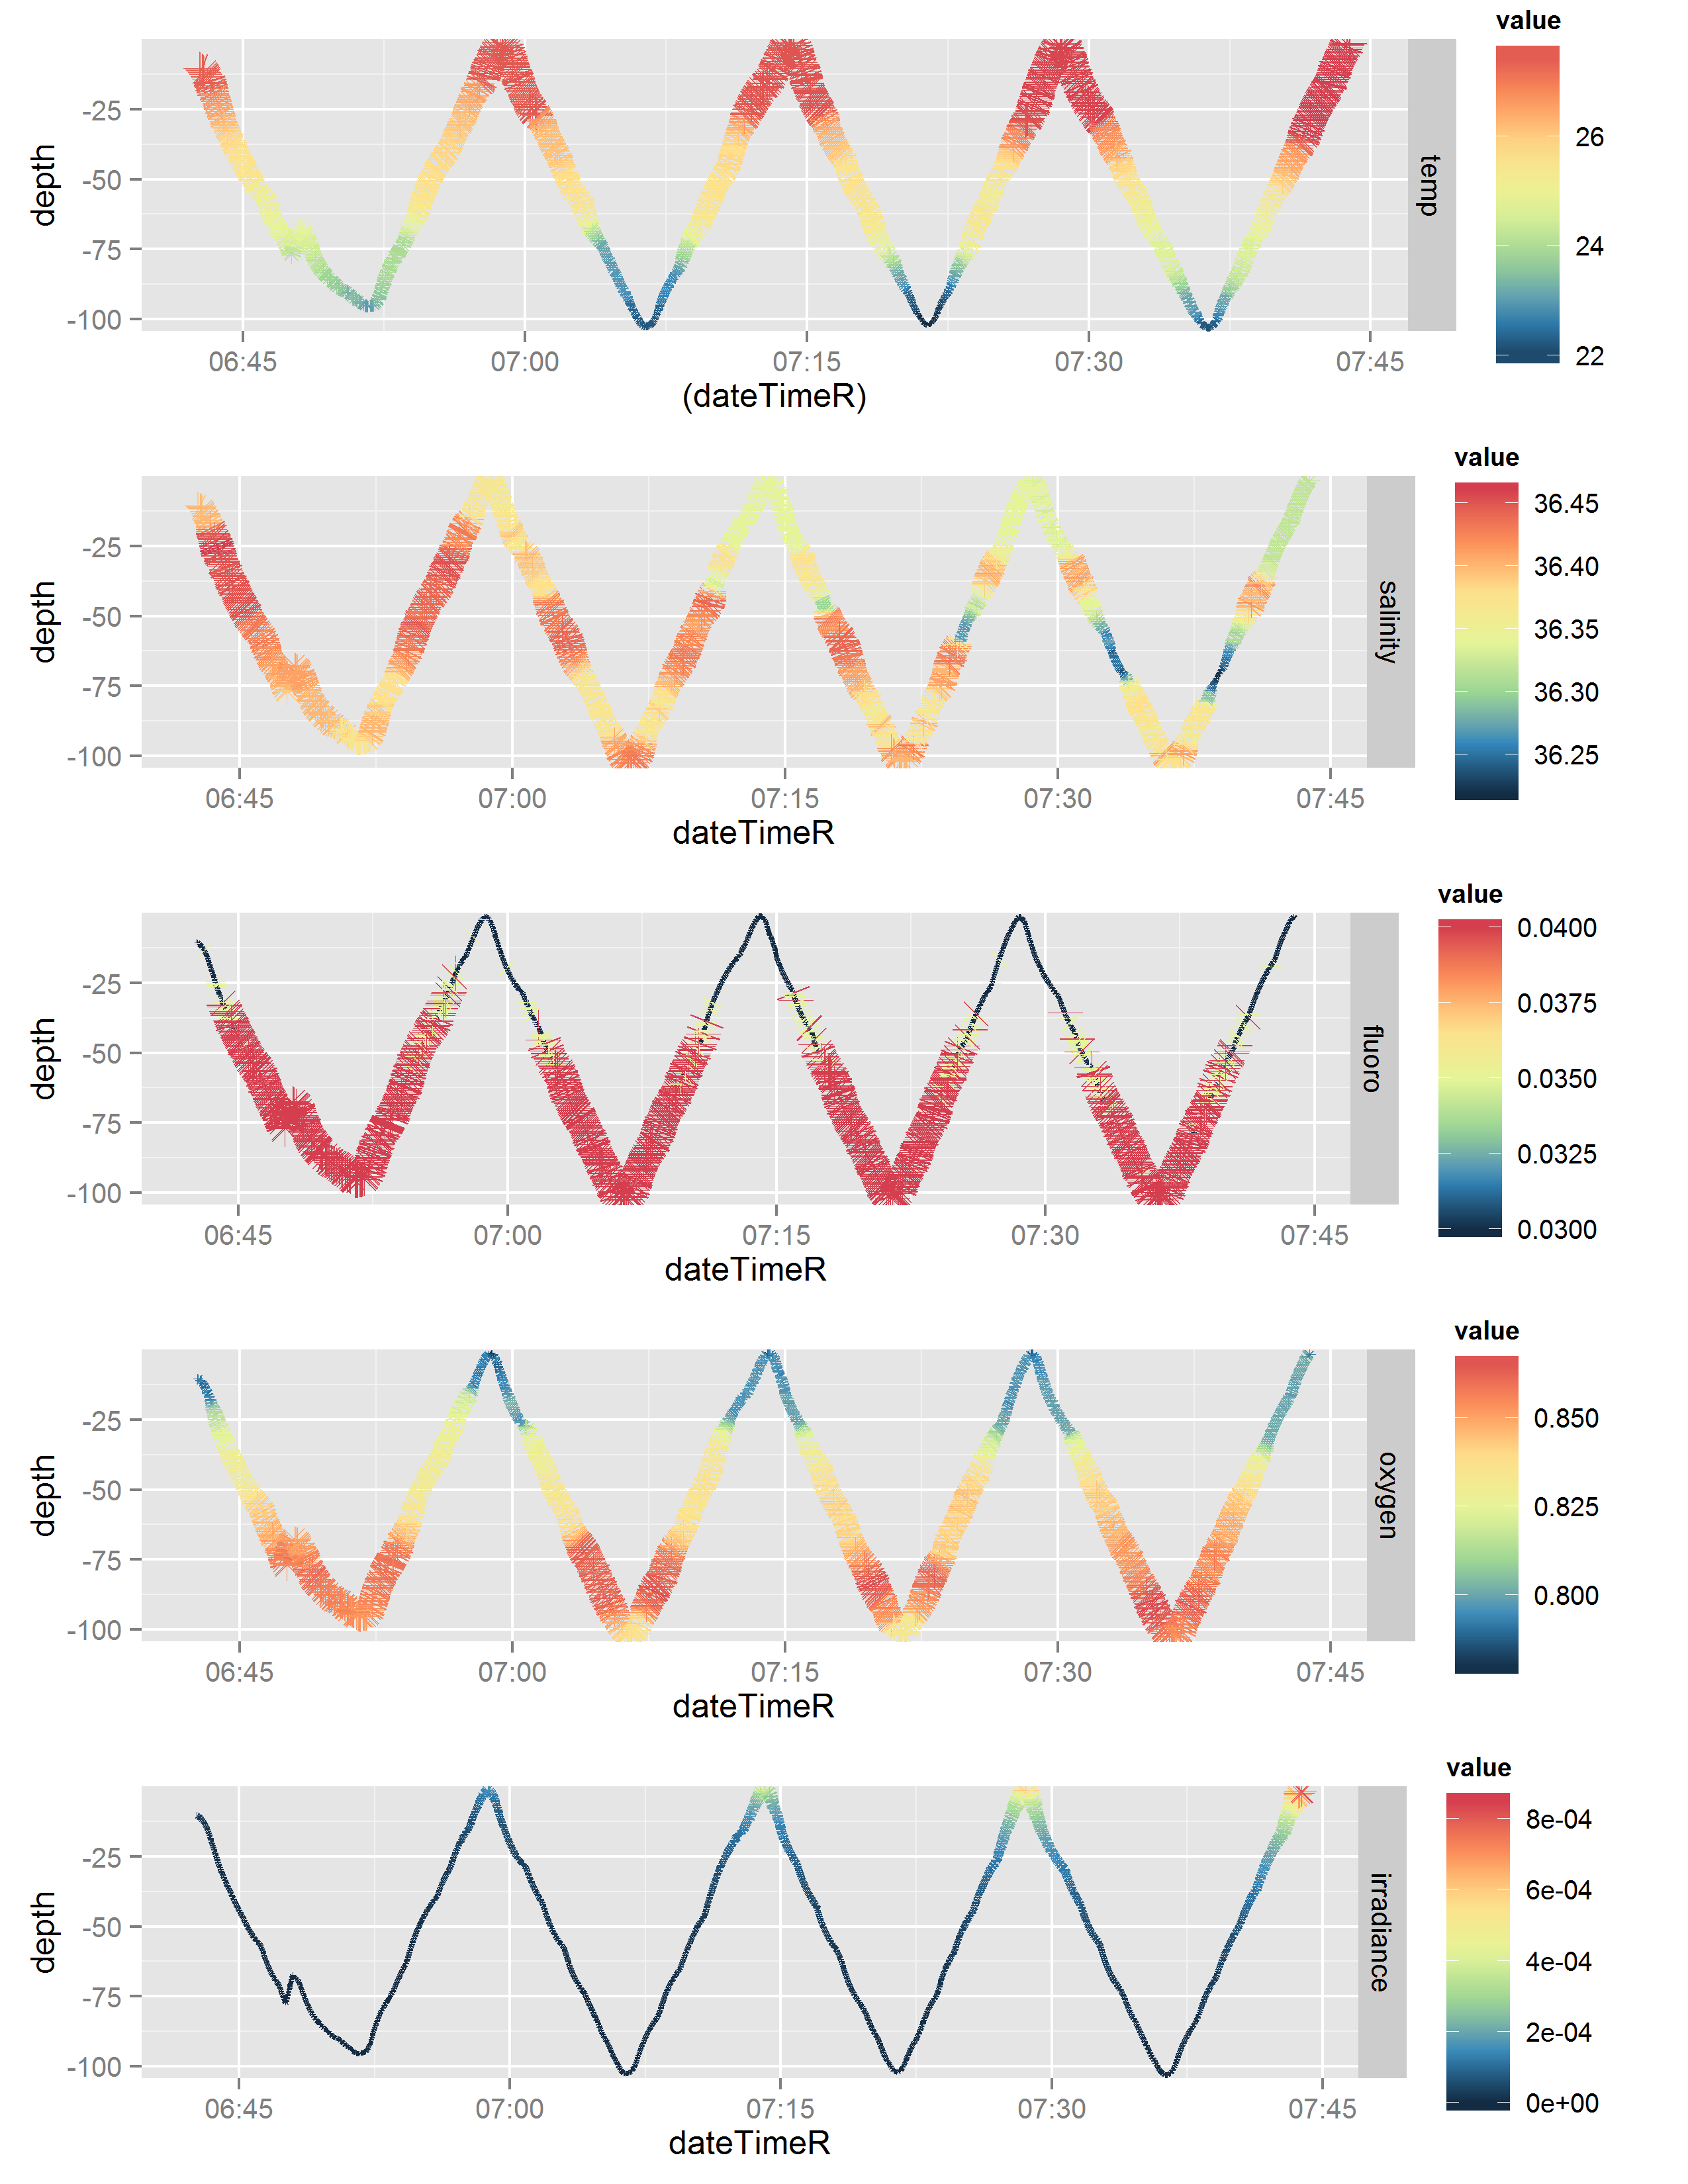 value
-25
-50
-75
-100
depth
temp
26
24
22
06:45 07:00 07:15 07:30 07:45
(dateTimeR)
value
-25
-50
-75
-100
depth
salinity
36.45
36.40
36.35
36.30
36.25
06:45 07:00 07:15 07:30 07:45
dateTimeR
value
-25
-50
-75
-100
depth
fluoro
0.0400
0.0375
0.0350
0.0325
0.0300
06:45 07:00 07:15 07:30 07:45
dateTimeR
value
-25
-50
-75
-100
depth
oxygen
0.850
0.825
0.800
06:45 07:00 07:15 07:30 07:45
dateTimeR
value
-25
-50
-75
-100
depth
irradiance
8e-04
6e-04
4e-04
2e-04
0e+00
06:45 07:00 07:15 07:30 07:45
dateTimeR